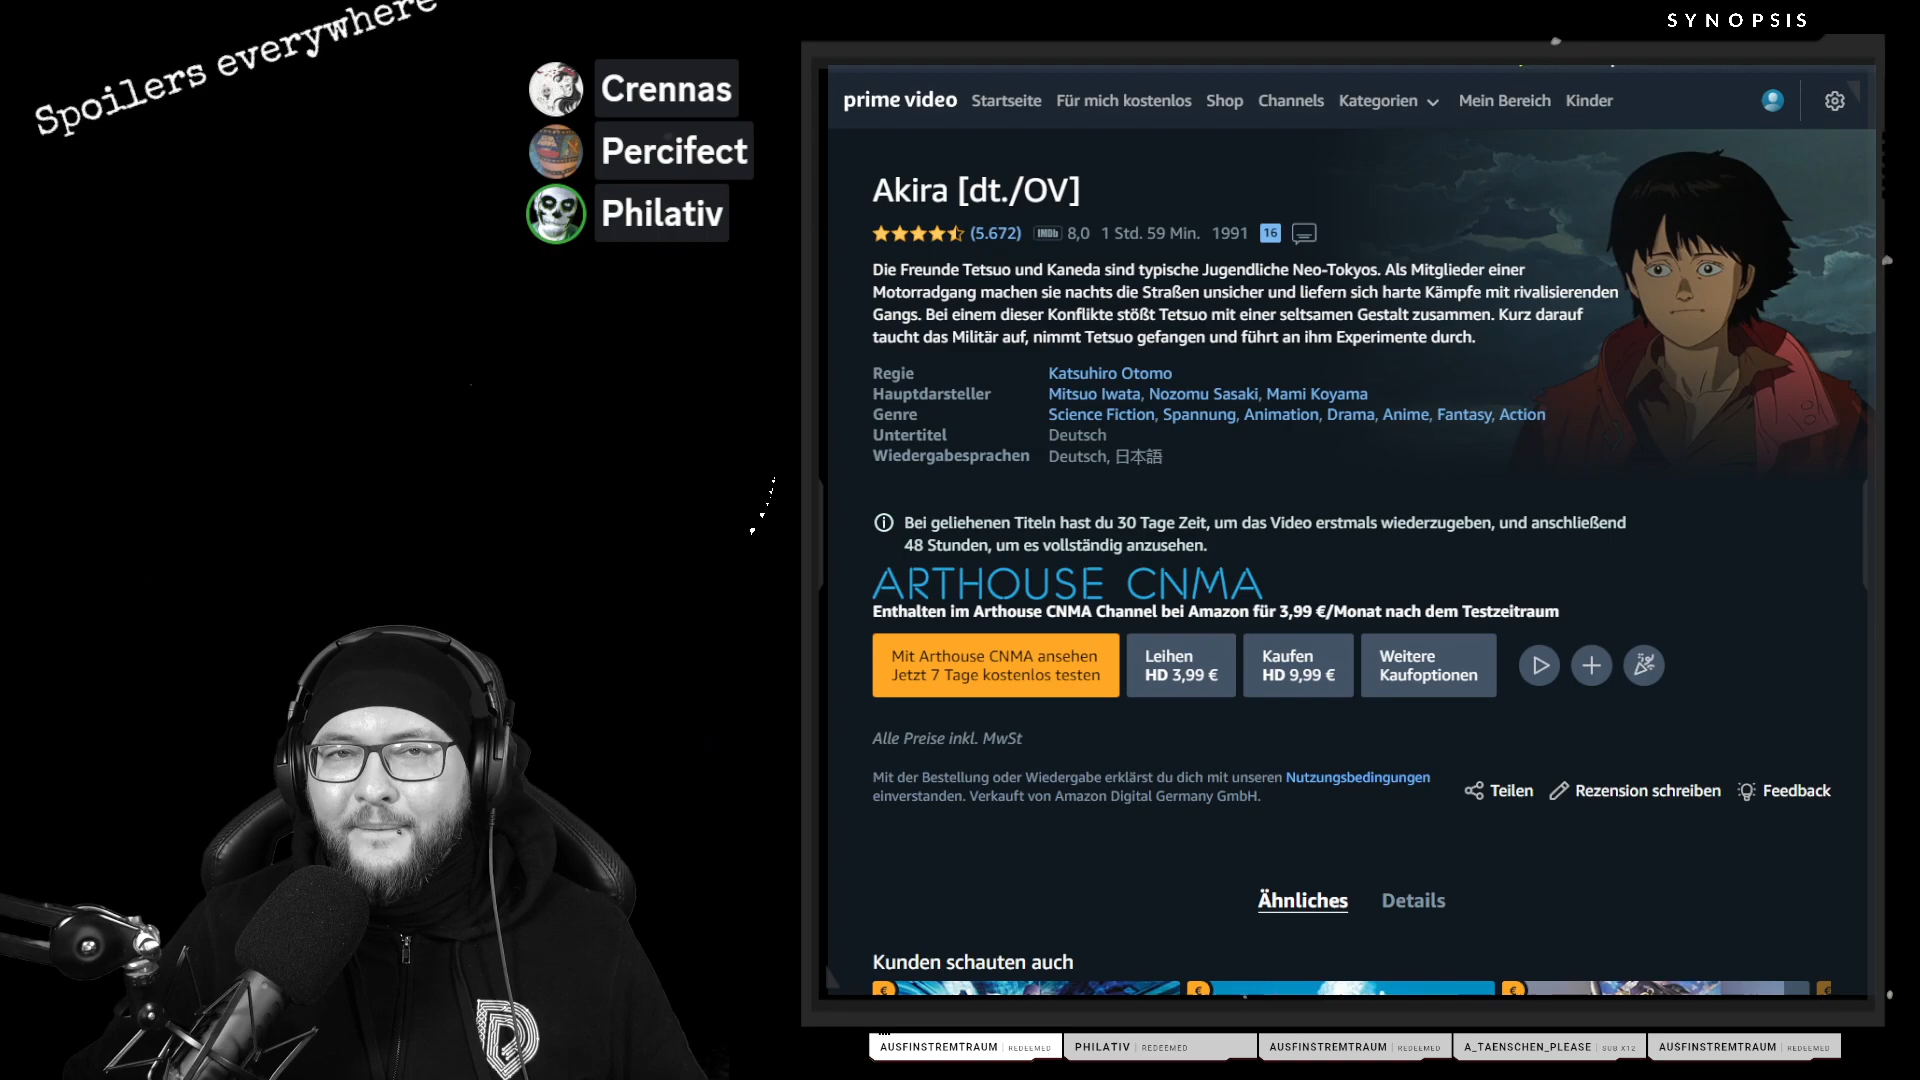 Spoilers everywhere
SYNOPSIS
Crennas
Percifect
Philativ
prime video Startseite Für mich kostenlos Shop Channels Kategorien Mein Bereich Kinder
Akira [dt./OV]
(5.672) IMDb 8,0 1 Std. 59 Min. 1991 16
Die Freunde Tetsuo und Kaneda sind typische Jugendliche Neo-Tokyos. Als Mitglieder einer
Motorradgang machen sie nachts die Straßen unsicher und liefern sich harte Kämpfe mit rivalisierenden
Gangs. Bei einem dieser Konflikte stößt Tetsuo mit einer seltsamen Gestalt zusammen. Kurz darauf
taucht das Militär auf, nimmt Tetsuo gefangen und führt an ihm Experimente durch.
Regie Katsuhiro Otomo
Hauptdarsteller Mitsuo Iwata, Nozomu Sasaki, Mami Koyama
Genre Science Fiction, Spannung, Animation, Drama, Anime, Fantasy, Action
Untertitel Deutsch
Wiedergabesprachen Deutsch, 日本語
Bei geliehenen Titeln hast du 30 Tage Zeit, um das Video erstmals wiederzugeben, und anschließend
48 Stunden, um es vollständig anzusehen.
ARTHOUSE CNMA
Enthalten im Arthouse CNMA Channel bei Amazon für 3,99 €/Monat nach dem Testzeitraum
Mit Arthouse CNMA ansehen
Jetzt 7 Tage kostenlos testen
Leihen
HD 3,99 €
Kaufen
HD 9,99 €
Weitere
Kaufoptionen
Alle Preise inkl. MwSt
Mit der Bestellung oder Wiedergabe erklärst du dich mit unseren Nutzungsbedingungen
einverstanden. Verkauft von Amazon Digital Germany GmbH.
Teilen Rezension schreiben Feedback
Ähnliches Details
Kunden schauten auch
€ € € €
AUSFINSTREMTRAUM REDEEMED PHILATIV REDEEMED AUSFINSTREMTRAUM REDEEMED A_TAENSCHEN_PLEASE SUB X12 AUSFINSTREMTRAUM REDEEMED